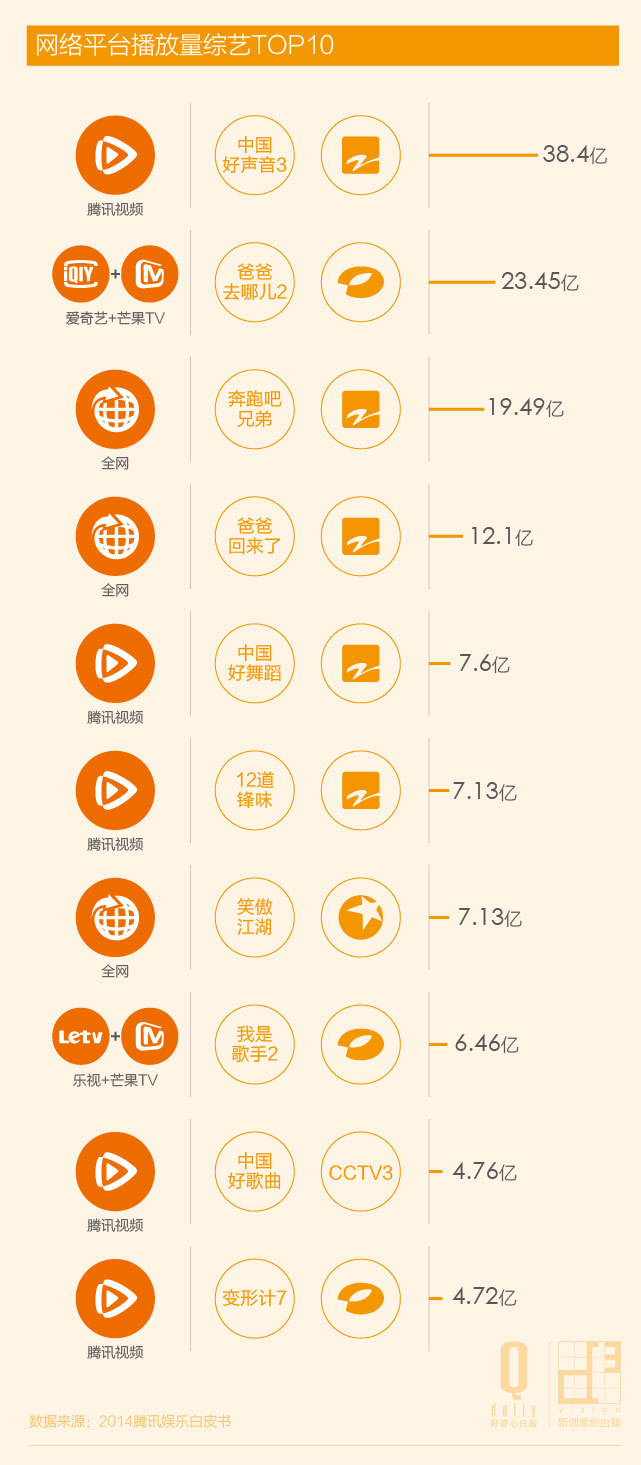 网络平台播放量综艺TOP10
腾讯视频
中国
好声音3
38.4亿
iQIY
+
爱奇艺+芒果TV
爸爸
去哪儿2
23.45亿
全网
奔跑吧
兄弟
19.49亿
全网
爸爸
回来了
12.1亿
腾讯视频
中国
好舞蹈
7.6亿
腾讯视频
12道
锋味
7.13亿
全网
笑傲
江湖
7.13亿
Letv
+
乐视+芒果TV
我是
歌手2
6.46亿
腾讯视频
中国
好歌曲
CCTV3
4.76亿
腾讯视频
变形计7
4.72亿
数据来源：2014腾讯娱乐白皮书
Q
daily
好奇心日报
vision